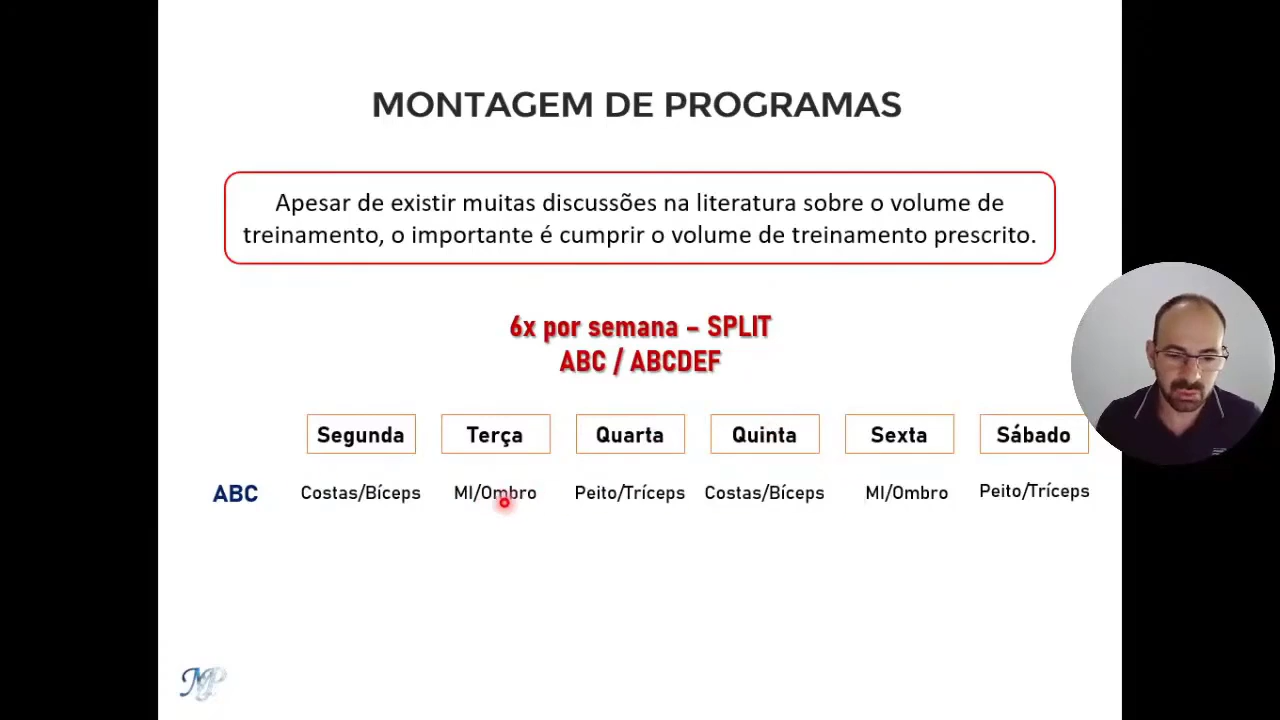 MONTAGEM DE PROGRAMAS
Apesar de existir muitas discussões na literatura sobre o volume de
treinamento, o importante é cumprir o volume de treinamento prescrito.
6x por semana – SPLIT
ABC / ABCDEF
Segunda Terça Quarta Quinta Sexta Sábado
ABC Costas/Bíceps MI/Ombro Peito/Tríceps Costas/Bíceps MI/Ombro Peito/Tríceps
MP